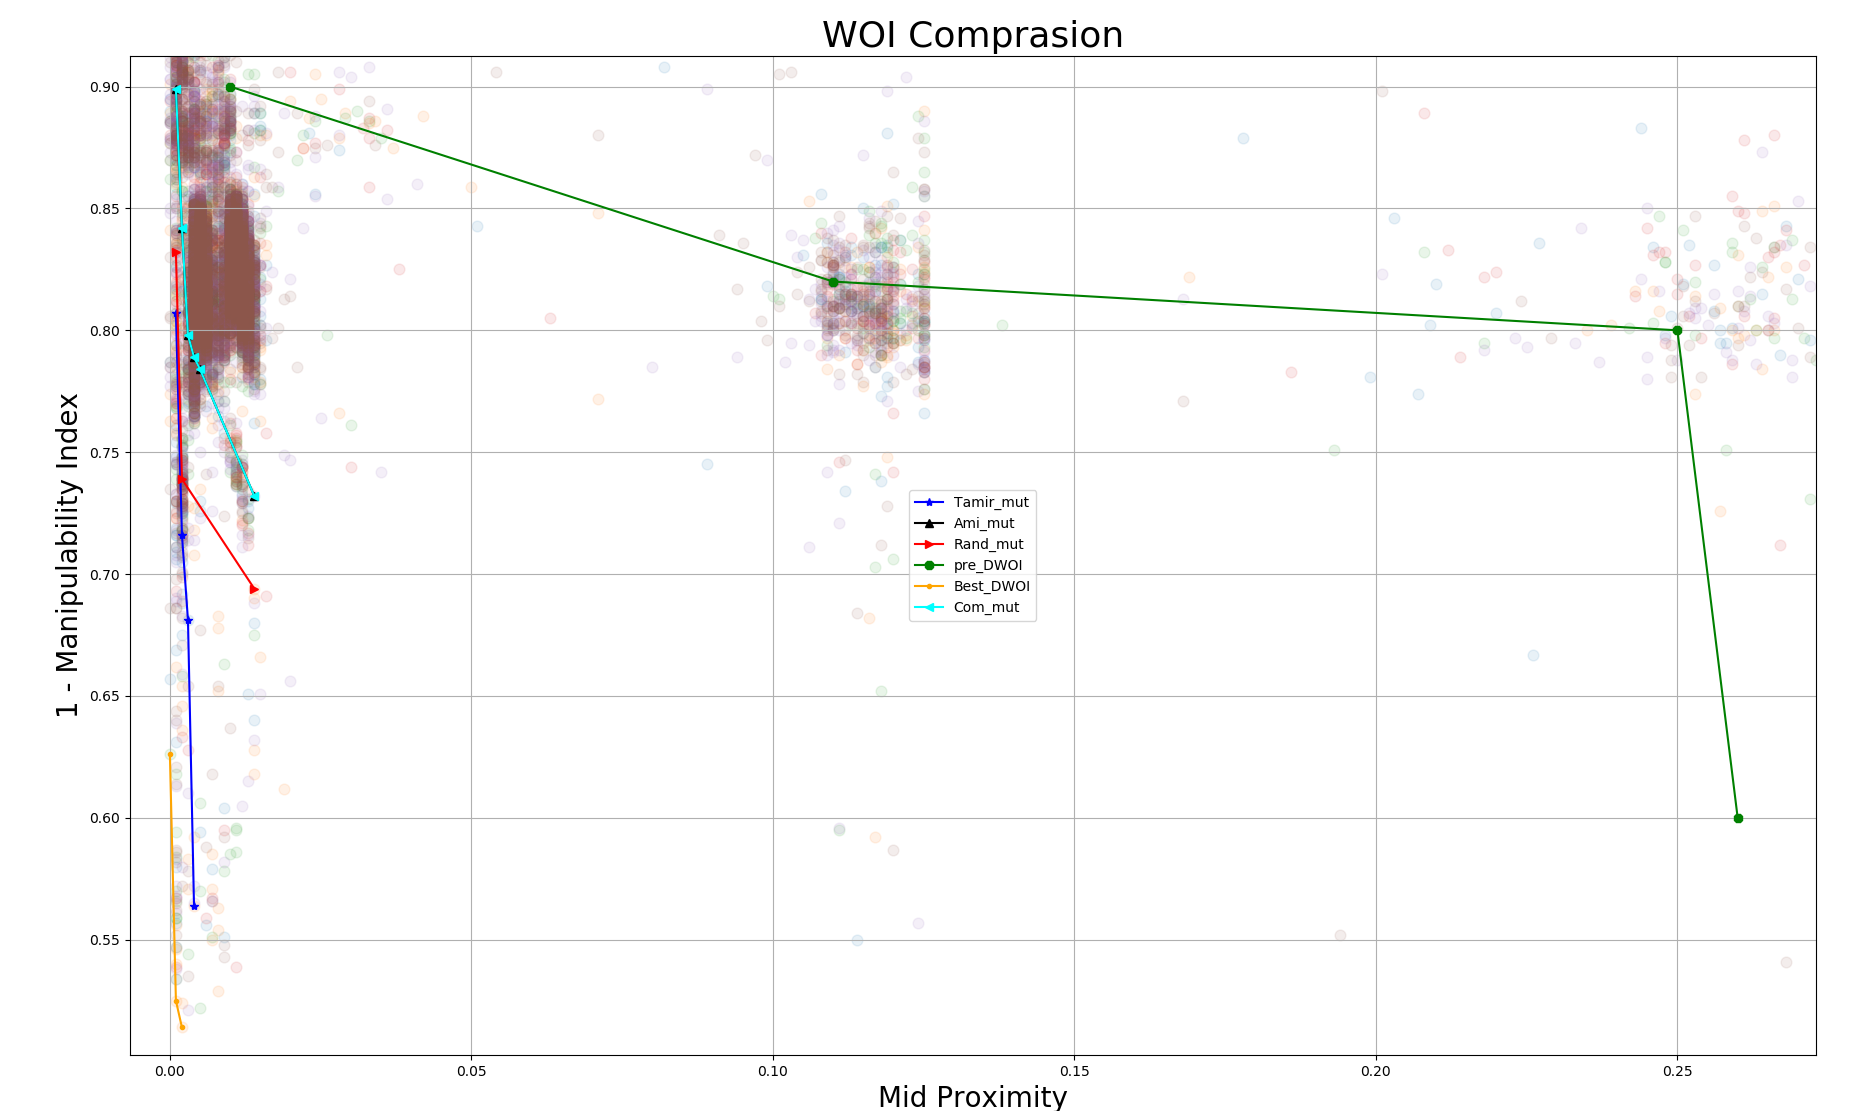 WOI Comprasion
1 - Manipulability Index
0.90
0.85
0.80
0.75
0.70
0.65
0.60
0.55
Tamir_mut
Ami_mut
Rand_mut
pre_DWOI
Best_DWOI
Com_mut
0.00 0.05 0.10 0.15 0.20 0.25
Mid Proximity